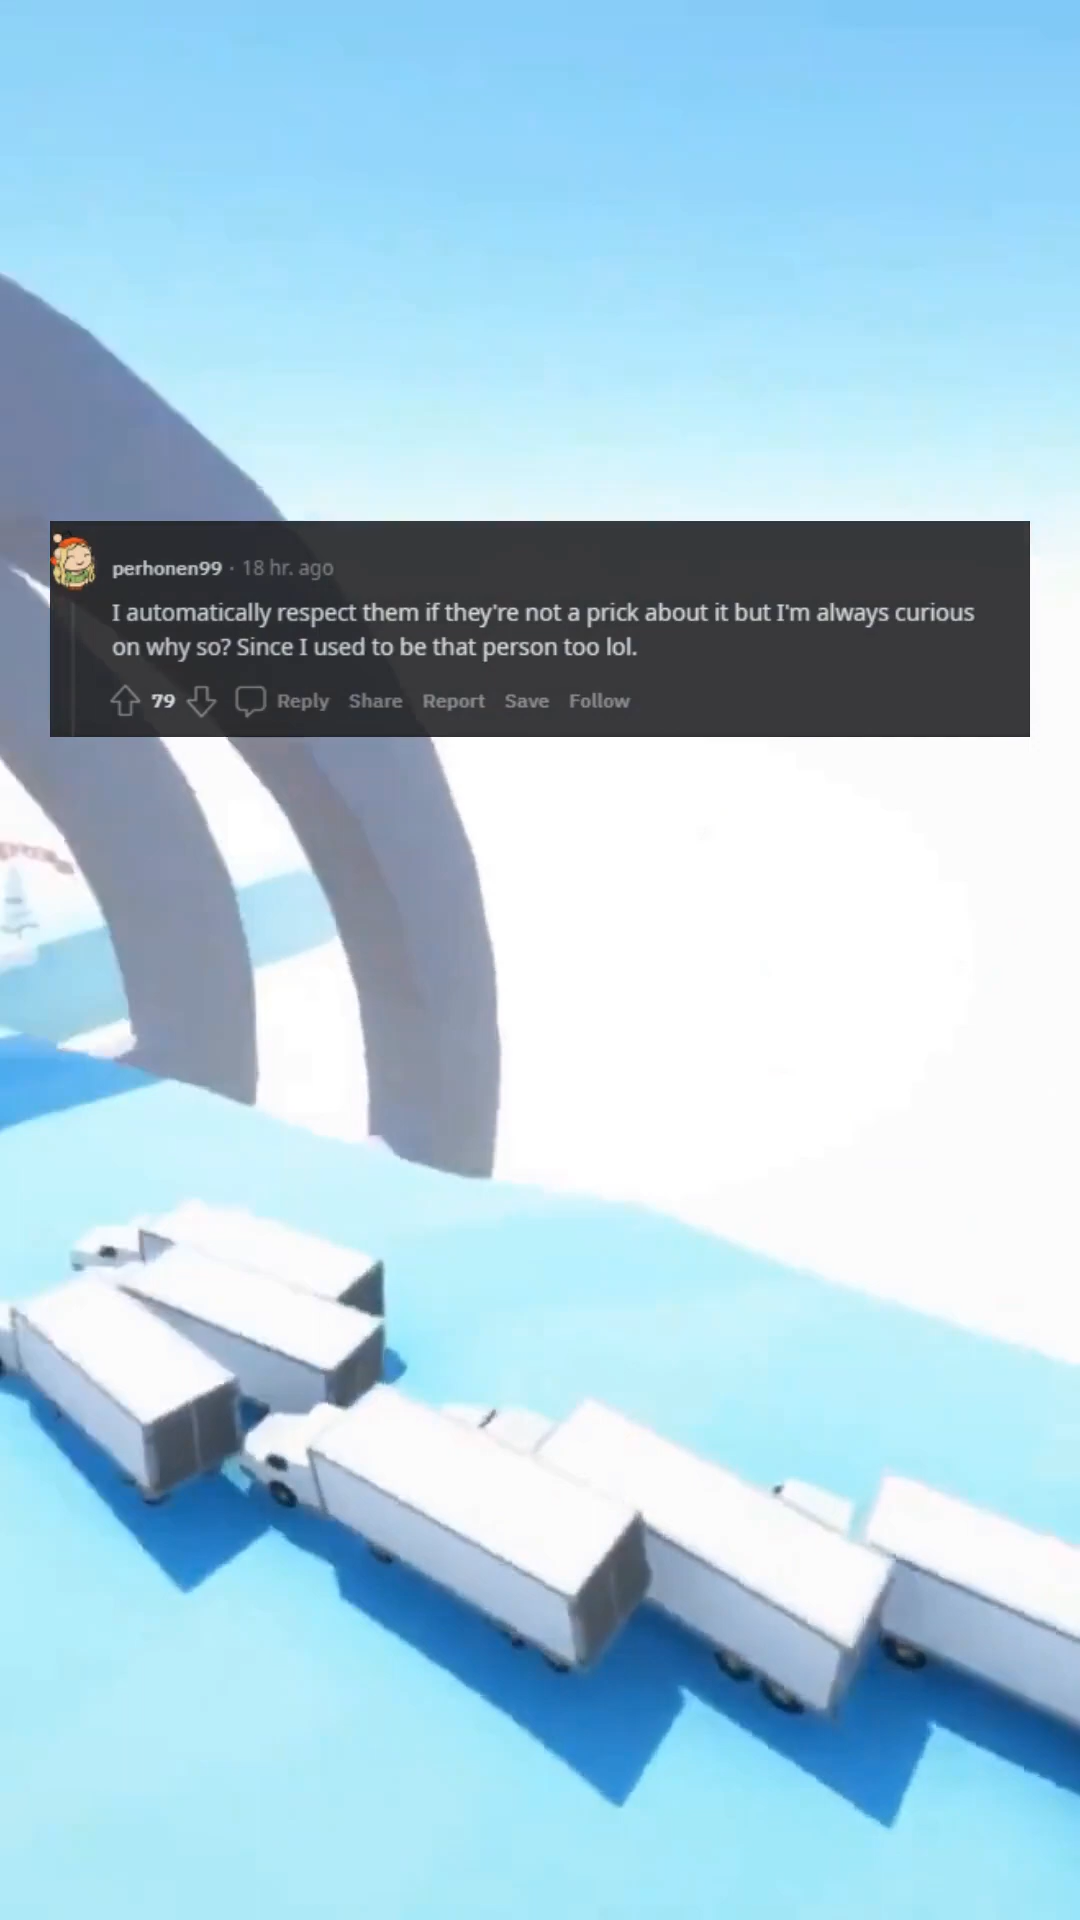 perhonen99 · 18 hr. ago
I automatically respect them if they're not a prick about it but I'm always curious
on why so? Since I used to be that person too lol.
79 Reply Share Report Save Follow